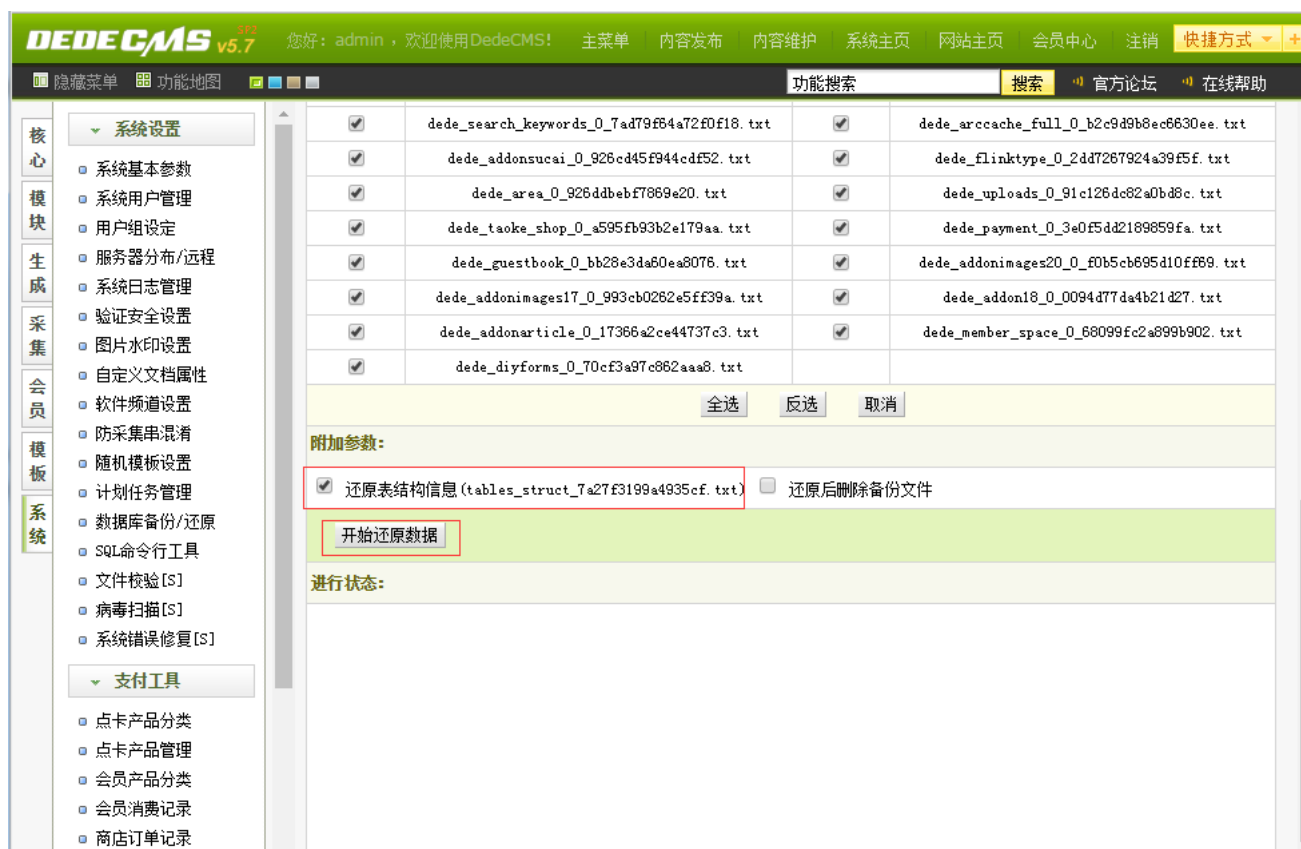 DEDECMS v5.7 SP2 您好：admin ，欢迎使用DedeCMS！ 主菜单 内容发布 内容维护 系统主页 网站主页 会员中心 注销 快捷方式
隐藏菜单 功能地图 功能搜索 搜索 官方论坛 在线帮助
核心
模块
生成
采集
会员
模板
系统
系统设置
系统基本参数
系统用户管理
用户组设定
服务器分布/远程
系统日志管理
验证安全设置
图片水印设置
自定义文档属性
软件频道设置
防采集串混淆
随机模板设置
计划任务管理
数据库备份/还原
SQL命令行工具
文件校验[S]
病毒扫描[S]
系统错误修复[S]
支付工具
点卡产品分类
点卡产品管理
会员产品分类
会员消费记录
商店订单记录
dede_search_keywords_0_7ad79f64a72f0f18.txt dede_arccache_full_0_b2c9d9b8ec6630ee.txt
dede_addonsucai_0_926cd45f944cdf52.txt dede_flinktype_0_2dd7267924a39f5f.txt
dede_area_0_926ddbebf7869e20.txt dede_uploads_0_91c126dc82a0bd8c.txt
dede_taoke_shop_0_a595fb93b2e179aa.txt dede_payment_0_3e0f5dd2189859fa.txt
dede_guestbook_0_bb28e3da60ea8076.txt dede_addonimages20_0_f0b5cb695d10ff69.txt
dede_addonimages17_0_993cb0262e5ff39a.txt dede_addon18_0_0094d77da4b21d27.txt
dede_addonarticle_0_17366a2ce44737c3.txt dede_member_space_0_68099fc2a899b902.txt
dede_diyforms_0_70cf3a97c862aaa8.txt
全选 反选 取消
附加参数：
还原表结构信息(tables_struct_7a27f3199a4935cf.txt) 还原后删除备份文件
开始还原数据
进行状态：